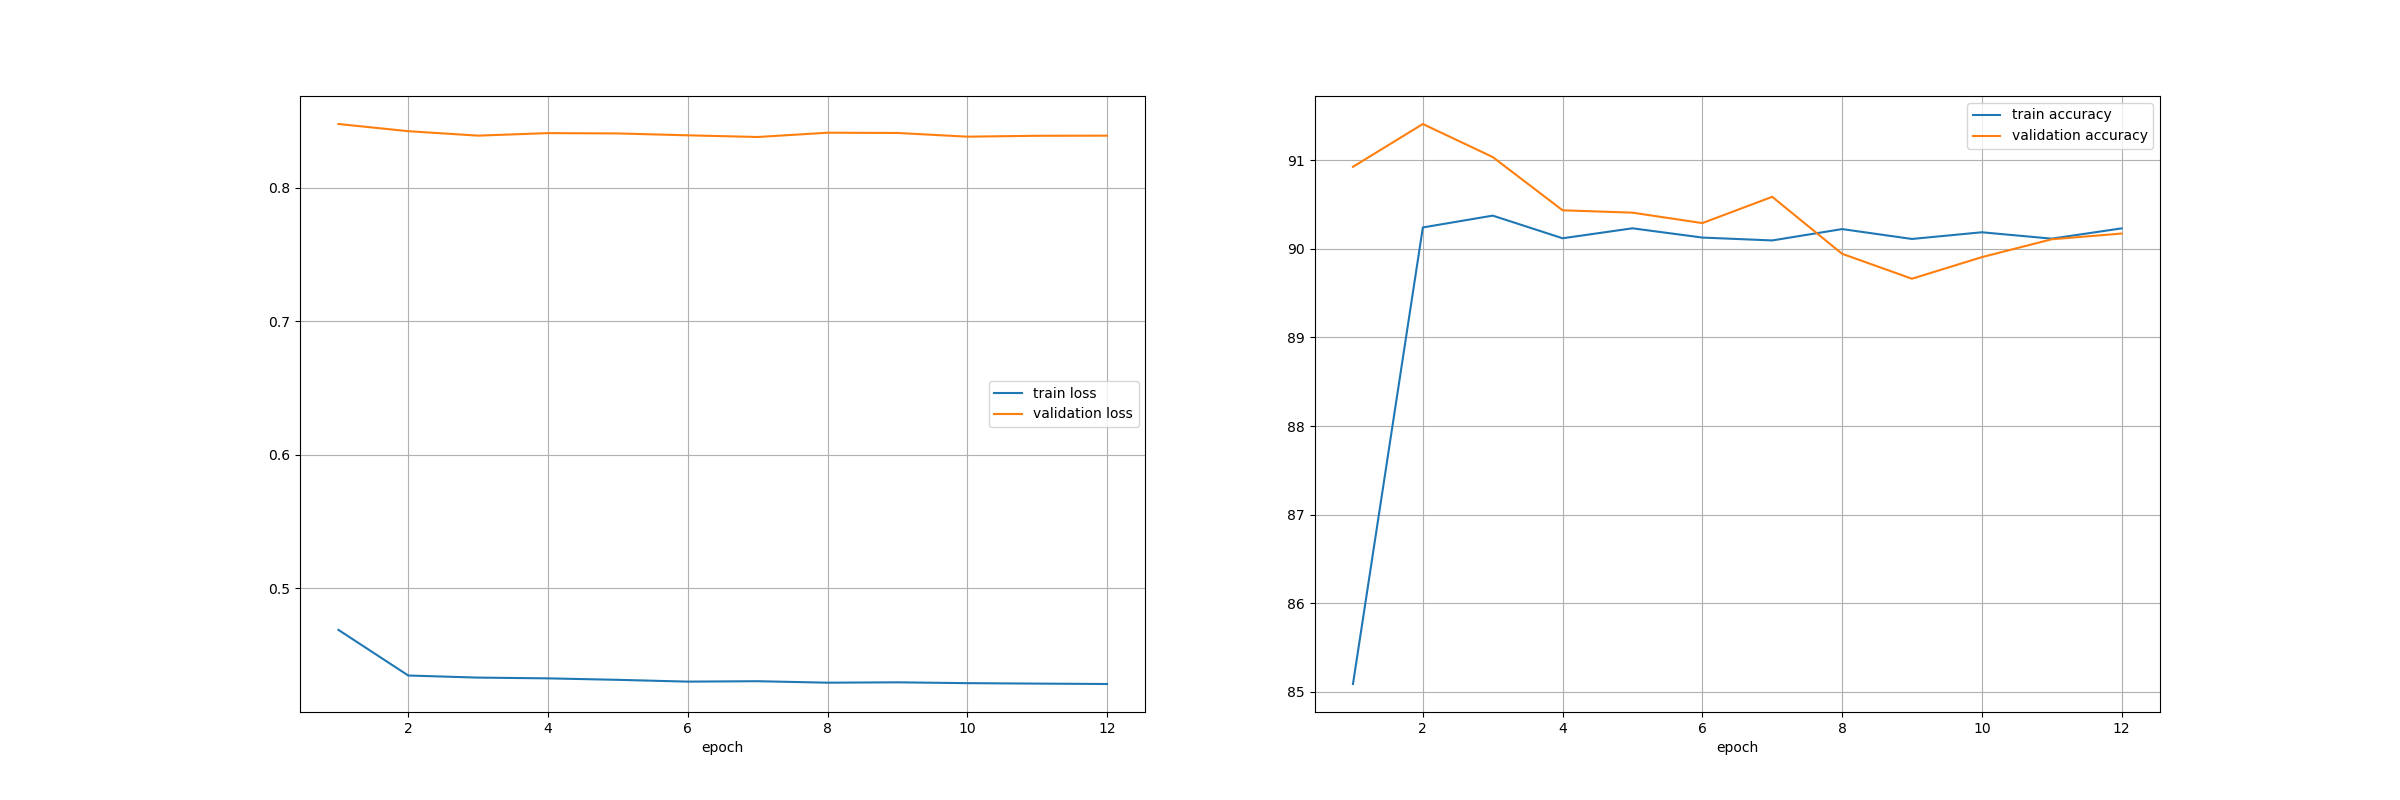 0.8
0.7
0.6
0.5
2 4 6 8 10 12
epoch
train loss
validation loss
91
90
89
88
87
86
85
2 4 6 8 10 12
epoch
train accuracy
validation accuracy